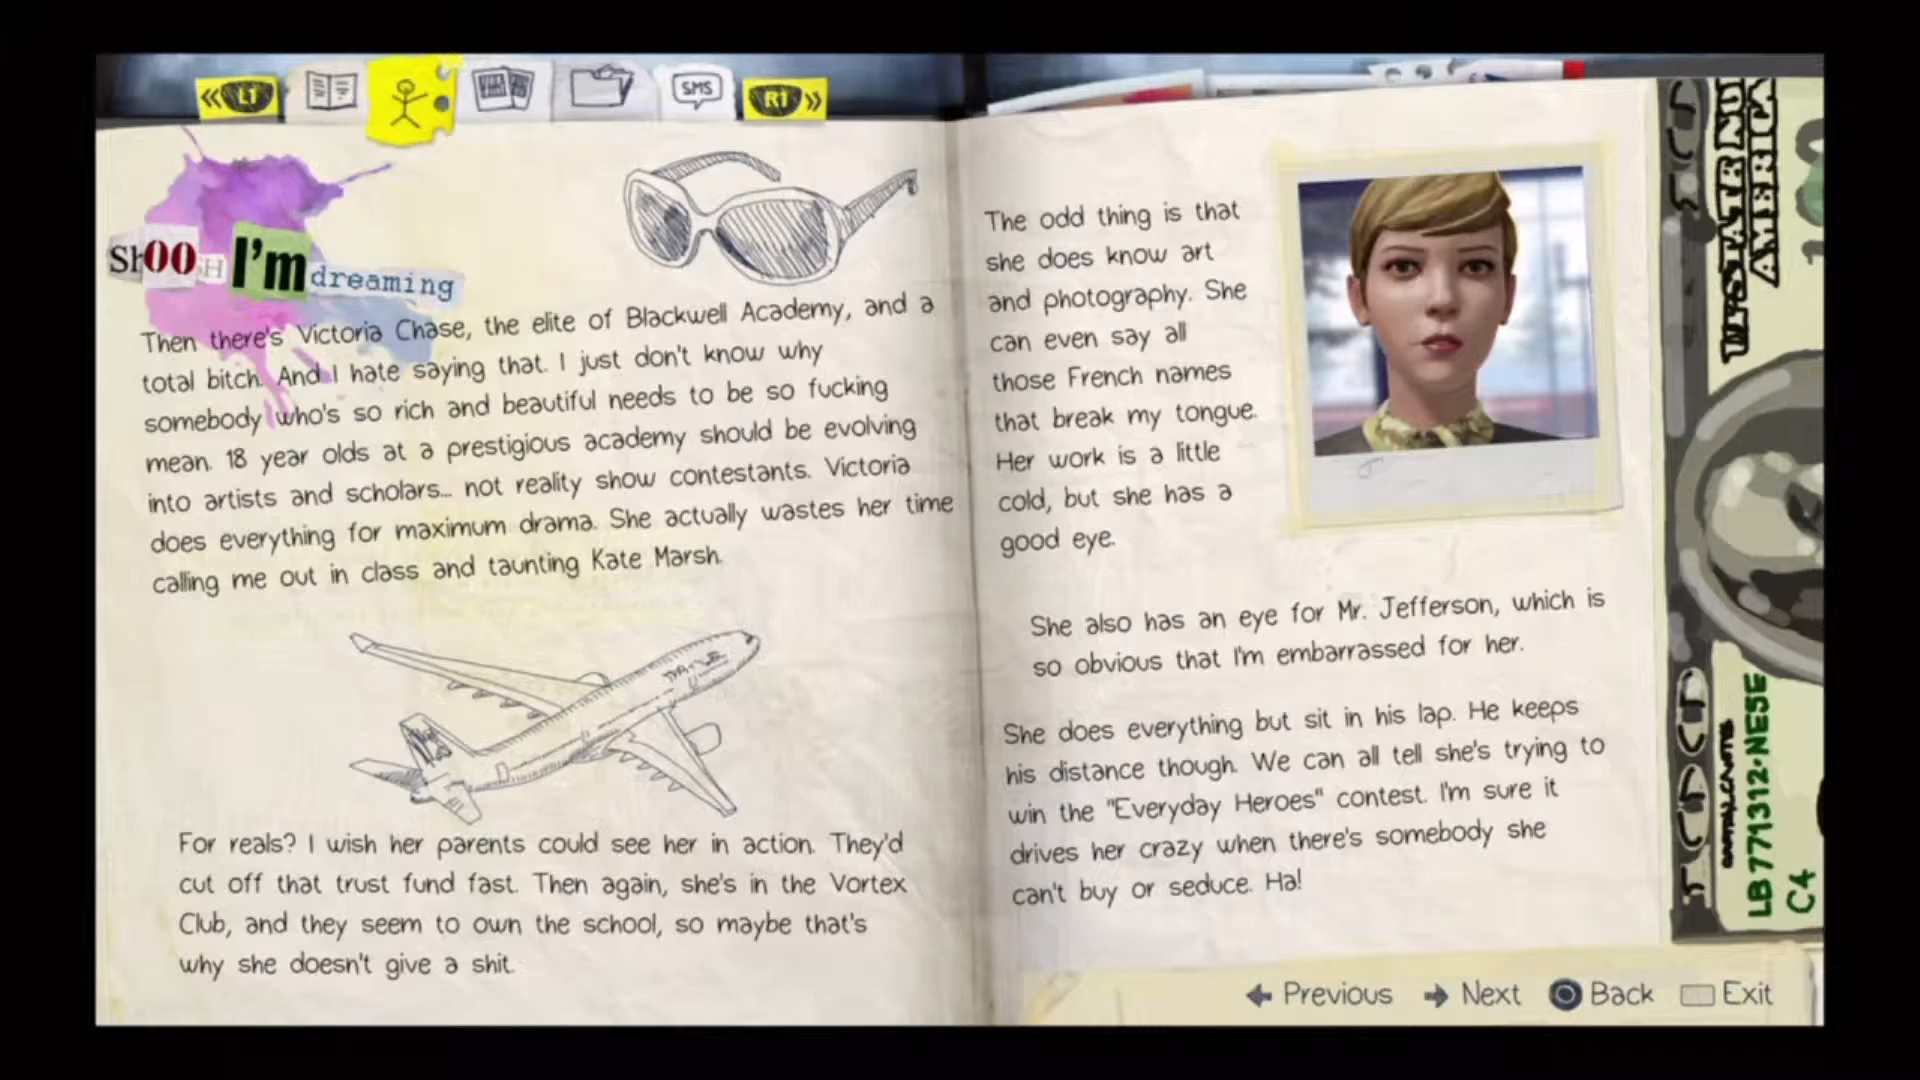 L1
SMS
R1
ShOOSH I'm dreaming
Then there's Victoria Chase, the elite of Blackwell Academy, and a
total bitch. And I hate saying that. I just don't know why
somebody who's so rich and beautiful needs to be so fucking
mean. 18 year olds at a prestigious academy should be evolving
into artists and scholars... not reality show contestants. Victoria
does everything for maximum drama. She actually wastes her time
calling me out in class and taunting Kate Marsh.
For reals? I wish her parents could see her in action. They'd
cut off that trust fund fast. Then again, she's in the Vortex
Club, and they seem to own the school, so maybe that's
why she doesn't give a shit.
The odd thing is that
she does know art
and photography. She
can even say all
those French names
that break my tongue.
Her work is a little
cold, but she has a
good eye.
She also has an eye for Mr. Jefferson, which is
so obvious that I'm embarrassed for her.
She does everything but sit in his lap. He keeps
his distance though. We can all tell she's trying to
win the "Everyday Heroes" contest. I'm sure it
drives her crazy when there's somebody she
can't buy or seduce. Ha!
AMERICA
LB771312-NE5E
C4
Previous Next Back Exit